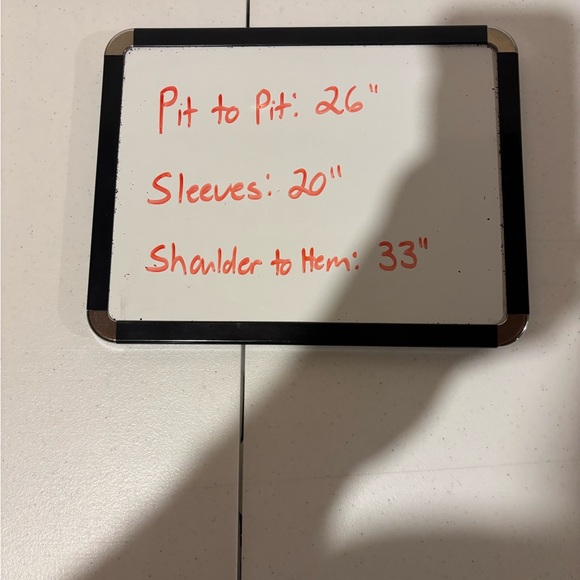 Pit to Pit: 26"
Sleeves: 20"
Shoulder to Hem: 33"